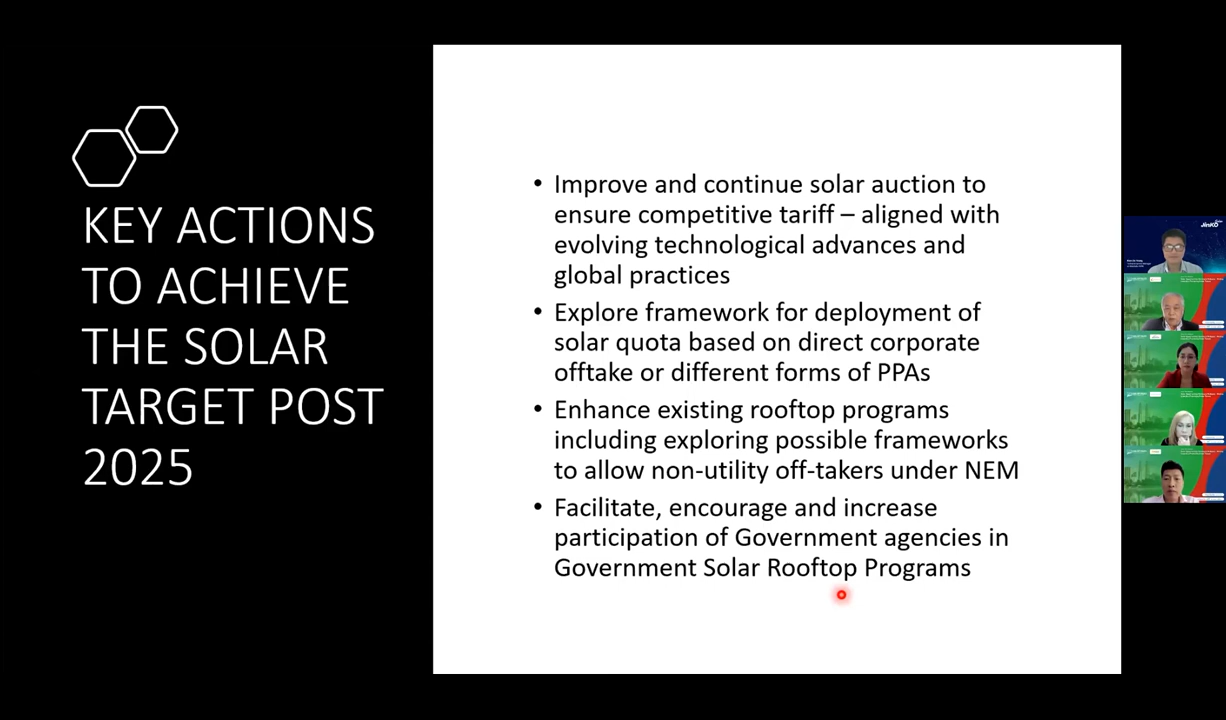 KEY ACTIONS
TO ACHIEVE
THE SOLAR
TARGET POST
2025
• Improve and continue solar auction to
ensure competitive tariff – aligned with
evolving technological advances and
global practices
• Explore framework for deployment of
solar quota based on direct corporate
offtake or different forms of PPAs
• Enhance existing rooftop programs
including exploring possible frameworks
to allow non-utility off-takers under NEM
• Facilitate, encourage and increase
participation of Government agencies in
Government Solar Rooftop Programs
JinKO